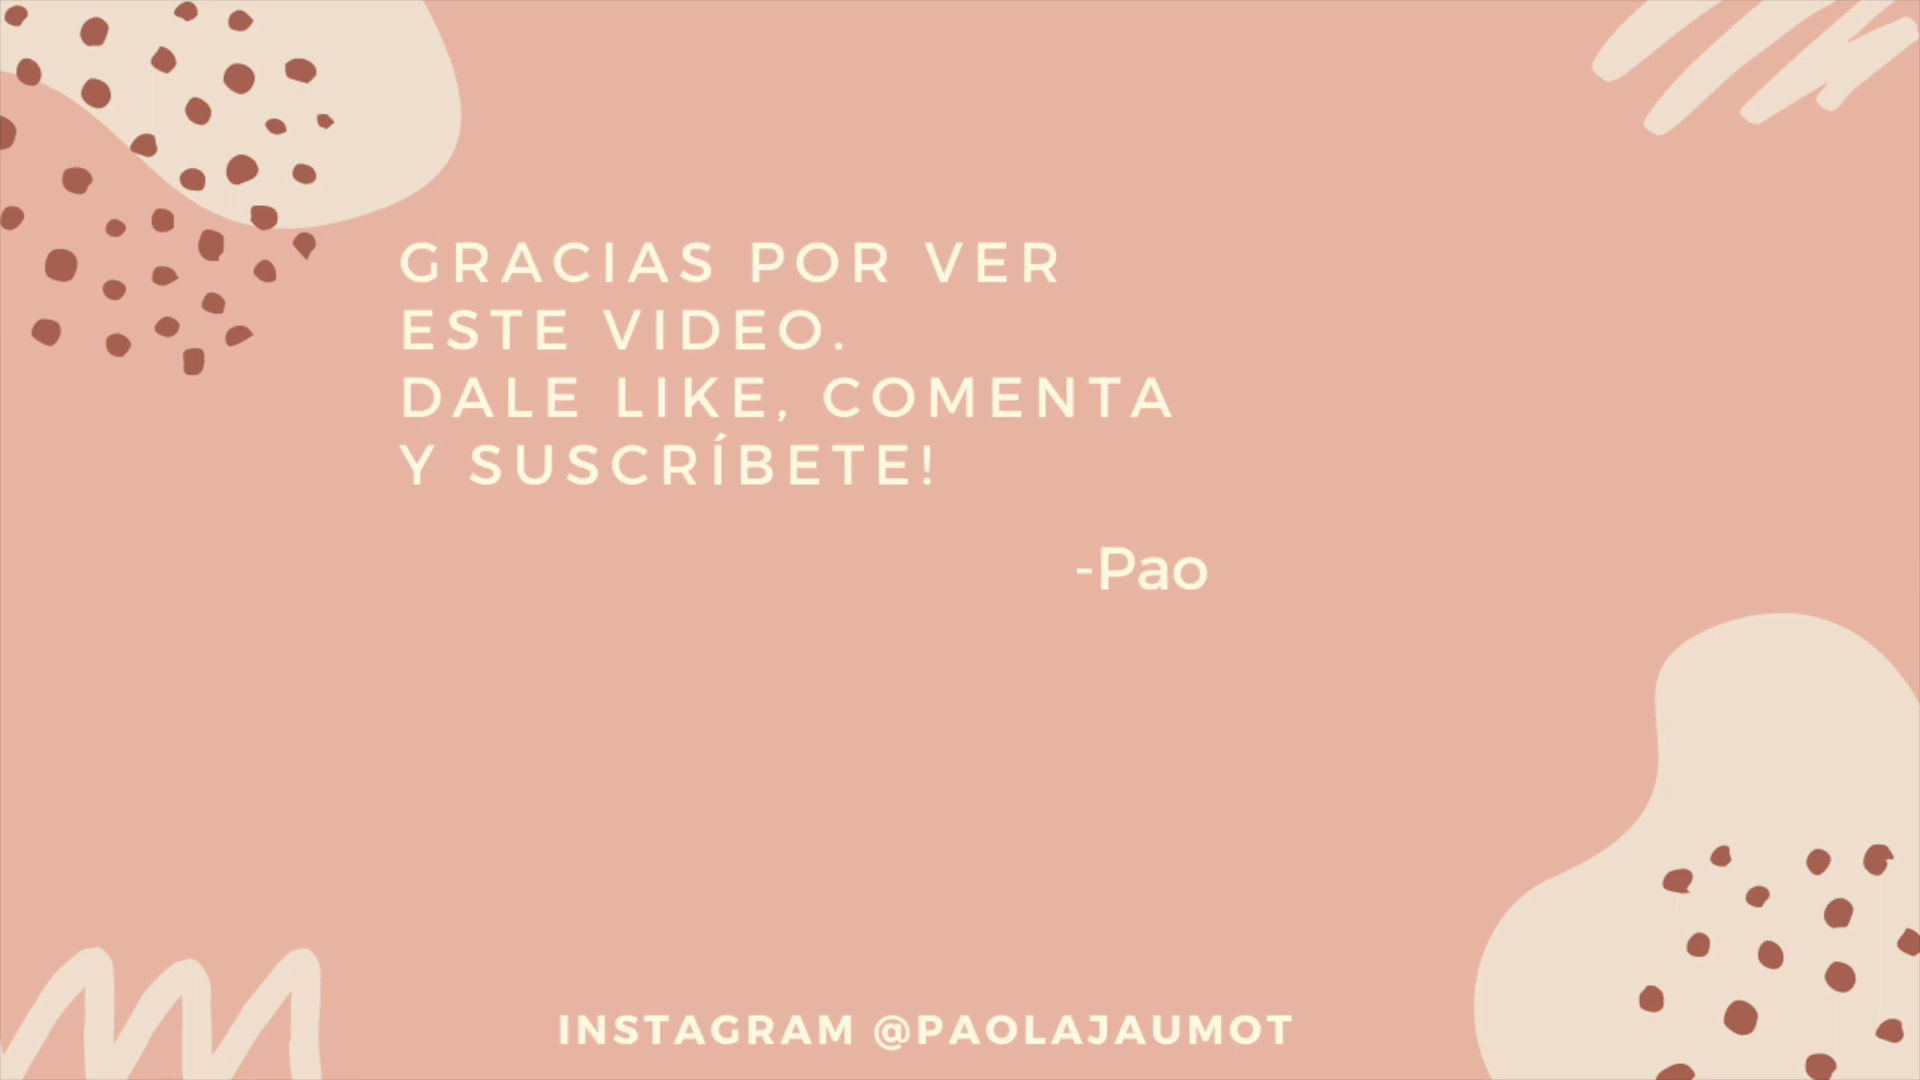 GRACIAS POR VER
ESTE VIDEO.
DALE LIKE, COMENTA
Y SUSCRÍBETE!
-Pao
INSTAGRAM @PAOLAJAUMOT